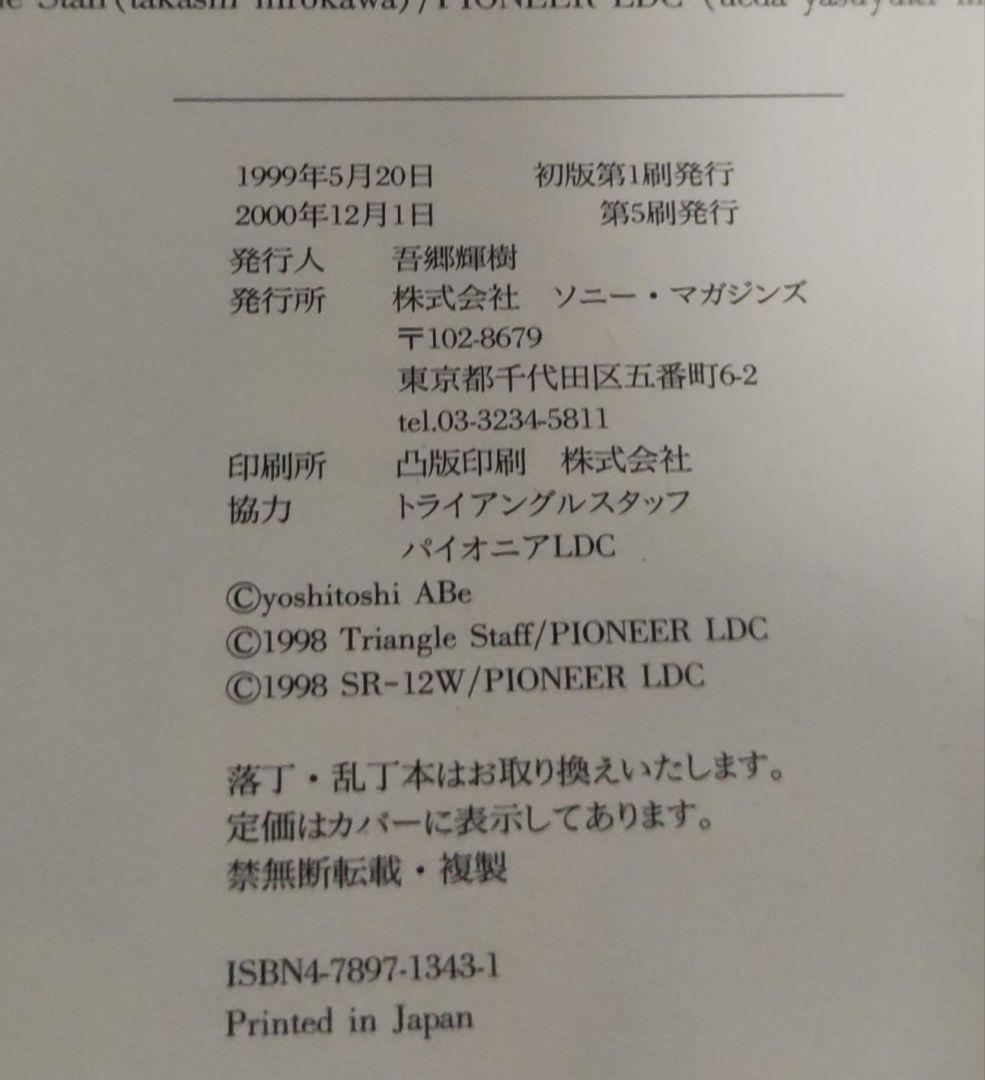 Staff(takashi hirokawa)/PIONEER LDC (ueda yasuyuki
1999年5月20日 初版第1刷発行
2000年12月1日 第5刷発行
発行人 吾郷輝樹
発行所 株式会社 ソニー・マガジンズ
〒102-8679
東京都千代田区五番町6-2
tel.03-3234-5811
印刷所 凸版印刷 株式会社
協力 トライアングルスタッフ
パイオニアLDC
©yoshitoshi ABe
©1998 Triangle Staff/PIONEER LDC
©1998 SR-12W/PIONEER LDC
落丁・乱丁本はお取り換えいたします。
定価はカバーに表示してあります。
禁無断転載・複製
ISBN4-7897-1343-1
Printed in Japan